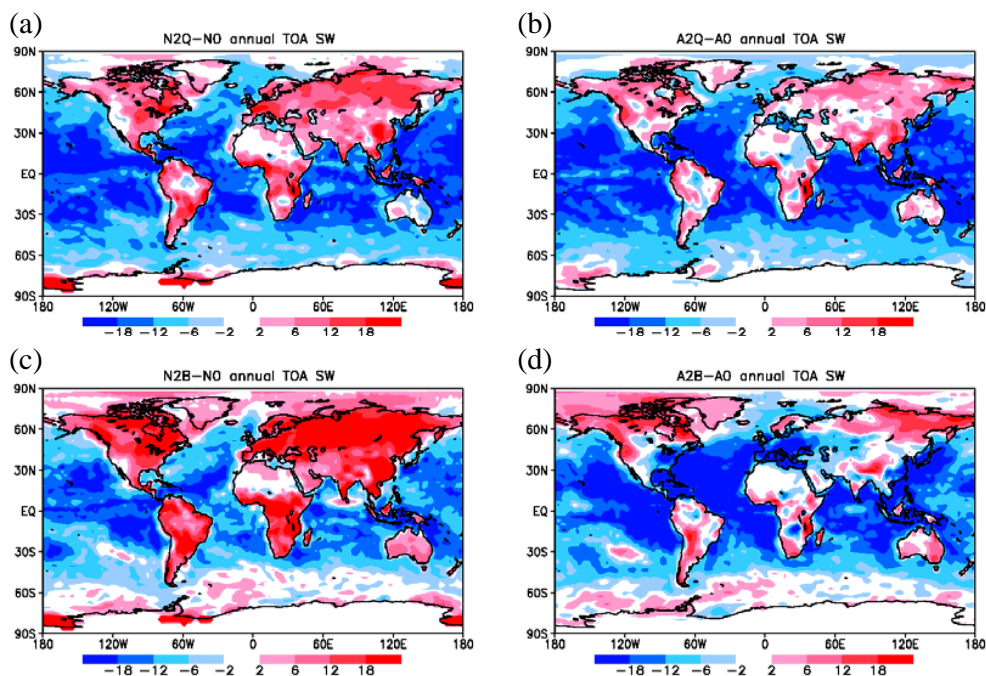 (a)
N2Q-N0 annual TOA SW
90N
60N
30N
EQ
30S
60S
90S
180 120W 60W 0 60E 120E 180
-18 -12 -6 -2 2 6 12 18
(b)
A2Q-A0 annual TOA SW
90N
60N
30N
EQ
30S
60S
90S
180 120W 60W 0 60E 120E 180
-18 -12 -6 -2 2 6 12 18
(c)
N2B-N0 annual TOA SW
90N
60N
30N
EQ
30S
60S
90S
180 120W 60W 0 60E 120E 180
-18 -12 -6 -2 2 6 12 18
(d)
A2B-A0 annual TOA SW
90N
60N
30N
EQ
30S
60S
90S
180 120W 60W 0 60E 120E 180
-18 -12 -6 -2 2 6 12 18